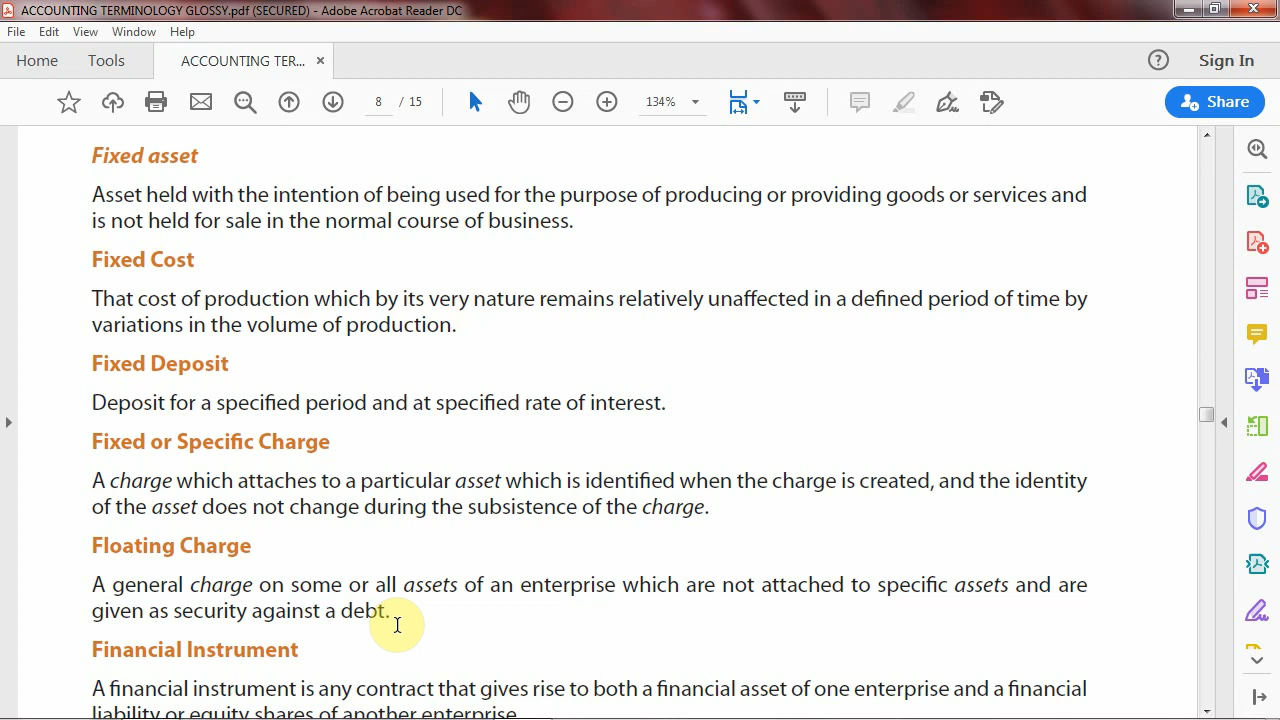 ACCOUNTING TERMINOLOGY GLOSSY.pdf (SECURED) - Adobe Acrobat Reader DC
File Edit View Window Help
Home Tools ACCOUNTING TER... × ? Sign In
8 / 15 134% Share
Fixed asset
Asset held with the intention of being used for the purpose of producing or providing goods or services and
is not held for sale in the normal course of business.
Fixed Cost
That cost of production which by its very nature remains relatively unaffected in a defined period of time by
variations in the volume of production.
Fixed Deposit
Deposit for a specified period and at specified rate of interest.
Fixed or Specific Charge
A charge which attaches to a particular asset which is identified when the charge is created, and the identity
of the asset does not change during the subsistence of the charge.
Floating Charge
A general charge on some or all assets of an enterprise which are not attached to specific assets and are
given as security against a debt.
Financial Instrument
A financial instrument is any contract that gives rise to both a financial asset of one enterprise and a financial
liability or equity shares of another enterprise.